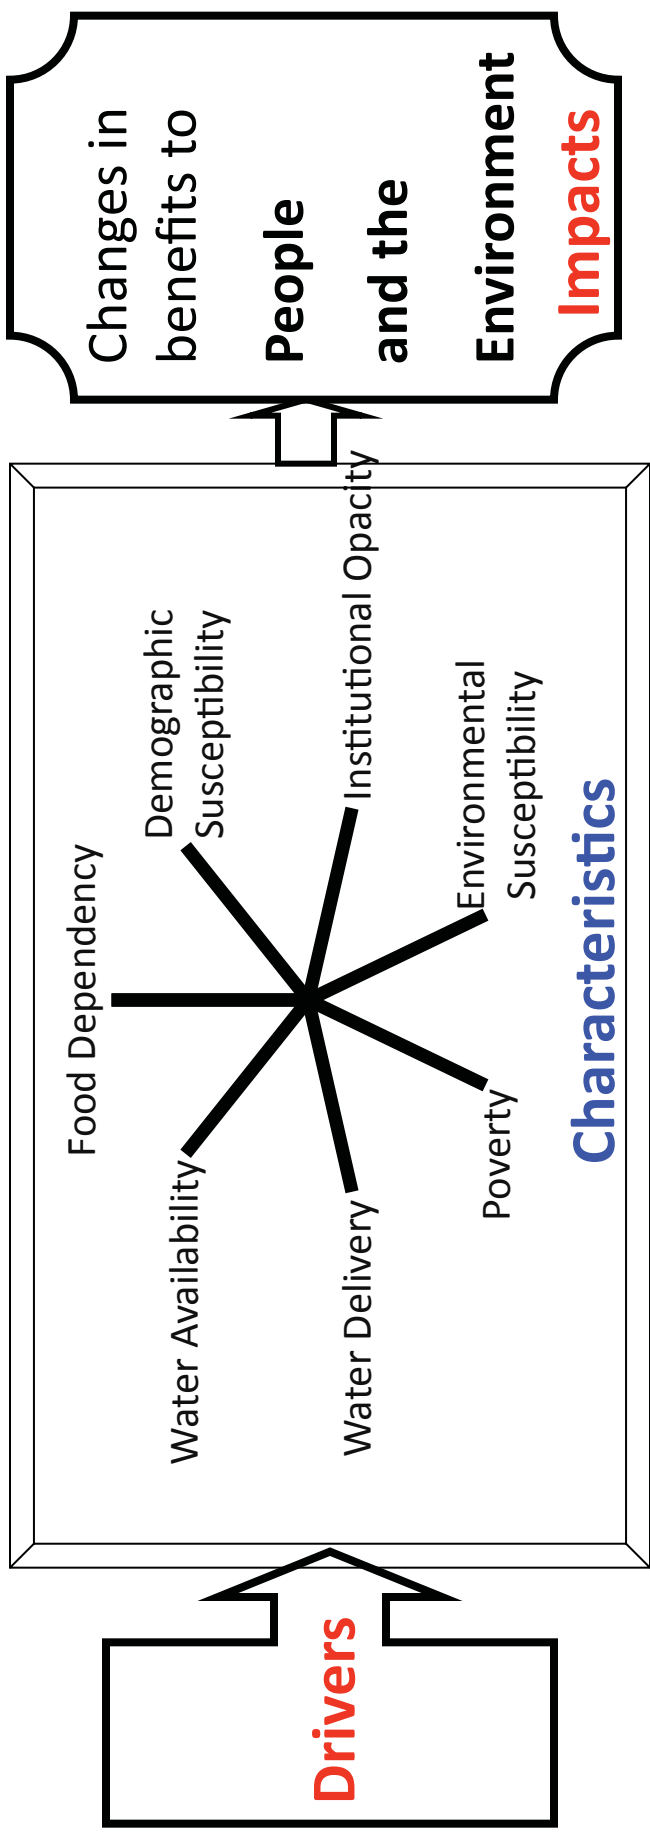 Drivers
Food Dependency
Water Availability
Demographic
Susceptibility
Water Delivery
Institutional Opacity
Poverty
Environmental
Susceptibility
Characteristics
Changes in
benefits to
People
and the
Environment
Impacts